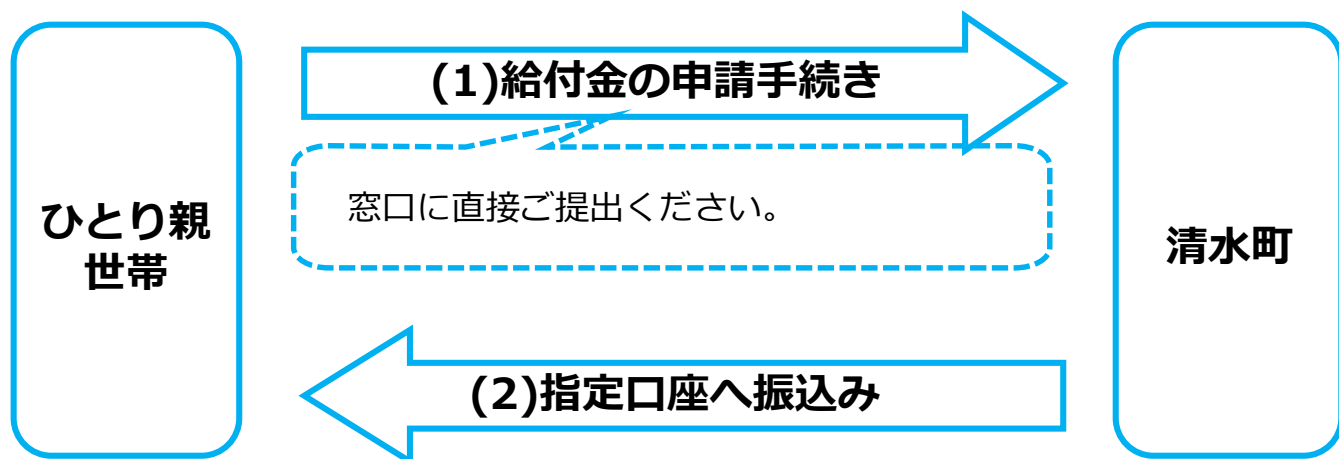 (1)給付金の申請手続き
窓口に直接ご提出ください。
ひとり親
世帯
清水町
(2)指定口座へ振込み